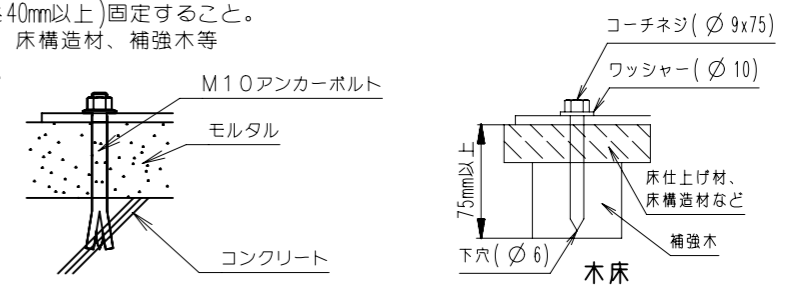 40mm以上)固定すること。
床構造材、補強木等
M10アンカーボルト
モルタル
コンクリート
コーチネジ(∅9x75)
ワッシャー(∅10)
75mm以上
床仕上げ材、
床構造材など
補強木
下穴(∅6)
木床